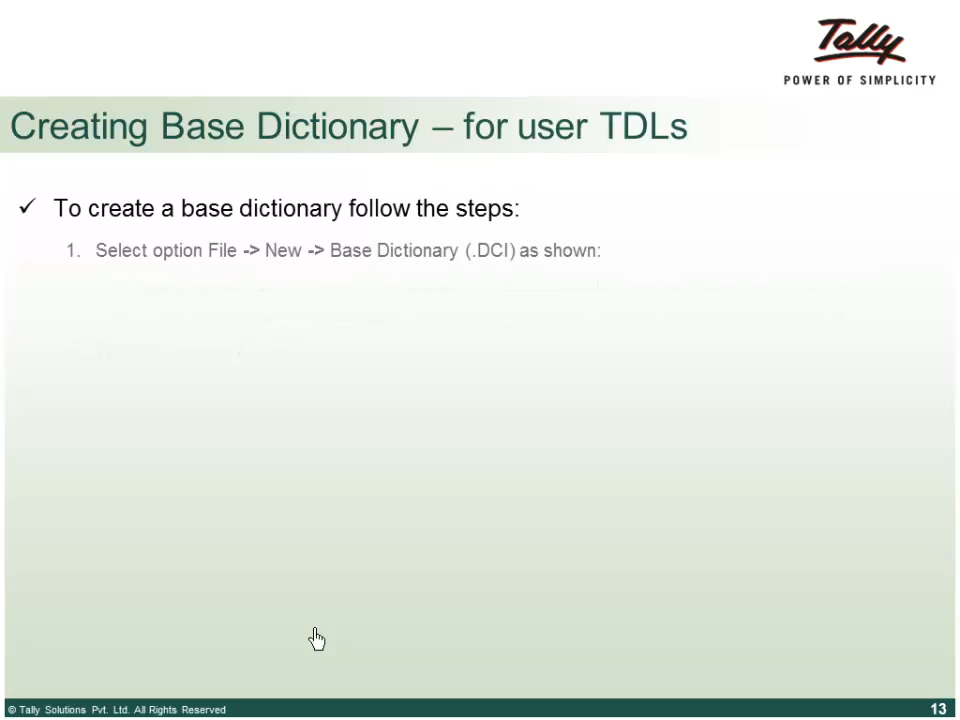 Tally
POWER OF SIMPLICITY
Creating Base Dictionary – for user TDLs
✓ To create a base dictionary follow the steps:
1. Select option File -> New -> Base Dictionary (.DCI) as shown:
© Tally Solutions Pvt. Ltd. All Rights Reserved
13